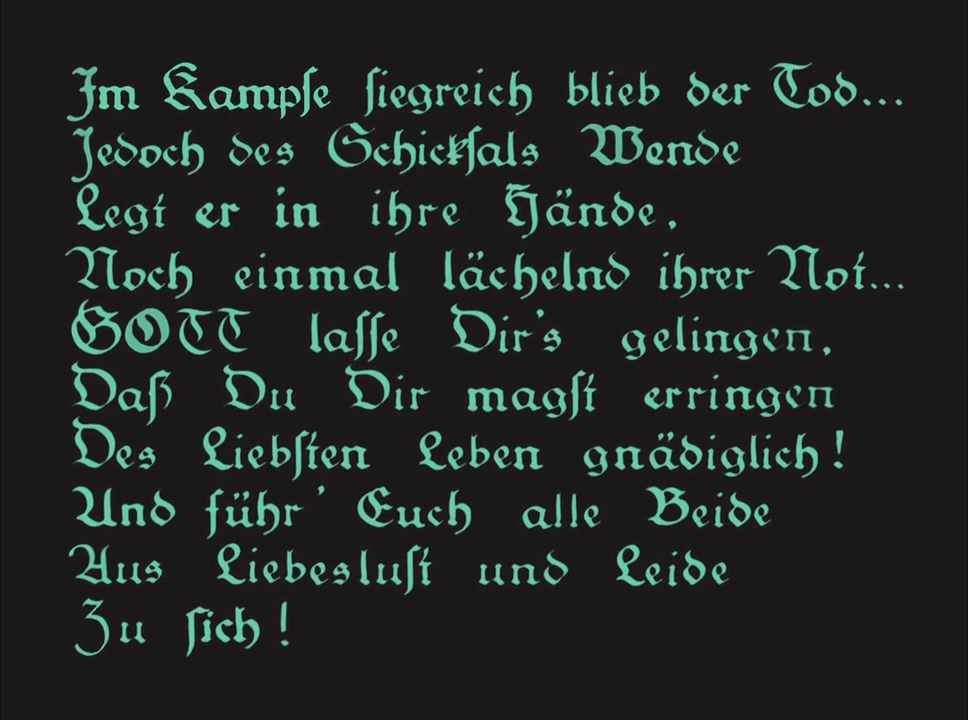 Im Kampfe siegreich blieb der Tod...
Jedoch des Schicksals Wende
Legt er in ihre Hände.
Noch einmal lächelnd ihrer Not...
GOTT lasse Dir's gelingen.
Daß Du Dir magst erringen
Des Liebsten Leben gnädiglich!
Und führ' Euch alle Beide
Aus Liebeslust und Leide
Zu sich!